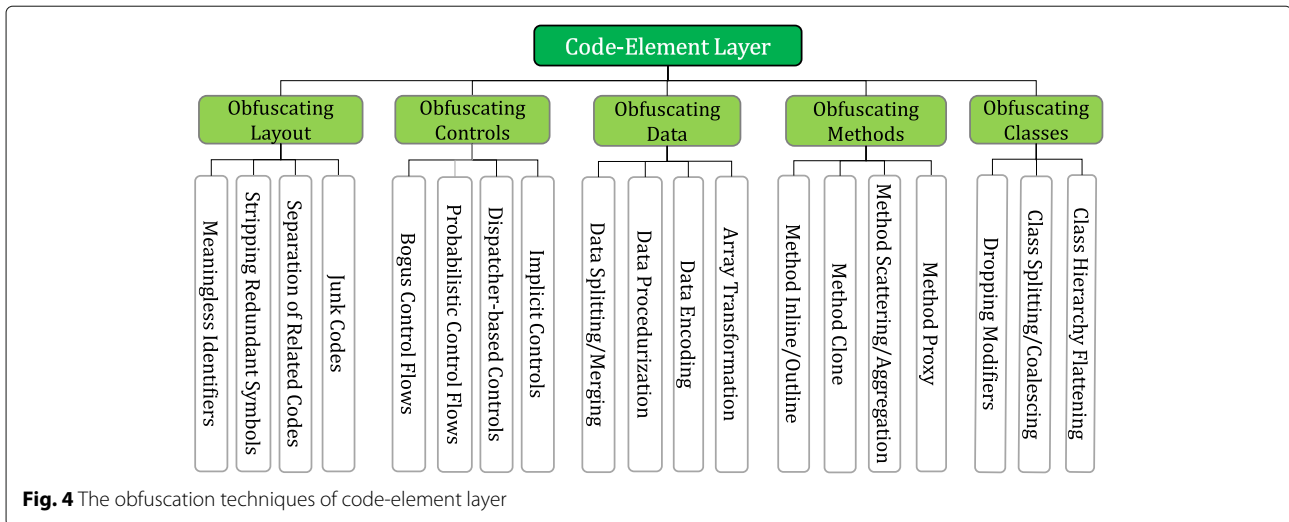 Code-Element Layer
Obfuscating
Layout
Obfuscating
Controls
Obfuscating
Data
Obfuscating
Methods
Obfuscating
Classes
Meaningless Identifiers
Stripping Redundant Symbols
Separation of Related Codes
Junk Codes
Bogus Control Flows
Probabilistic Control Flows
Dispatcher-based Controls
Implicit Controls
Data Splitting/Merging
Data Procedurization
Data Encoding
Array Transformation
Method Inline/Outline
Method Clone
Method Scattering/Aggregation
Method Proxy
Dropping Modifiers
Class Splitting/Coalescing
Class Hierarchy Flattening
Fig. 4 The obfuscation techniques of code-element layer